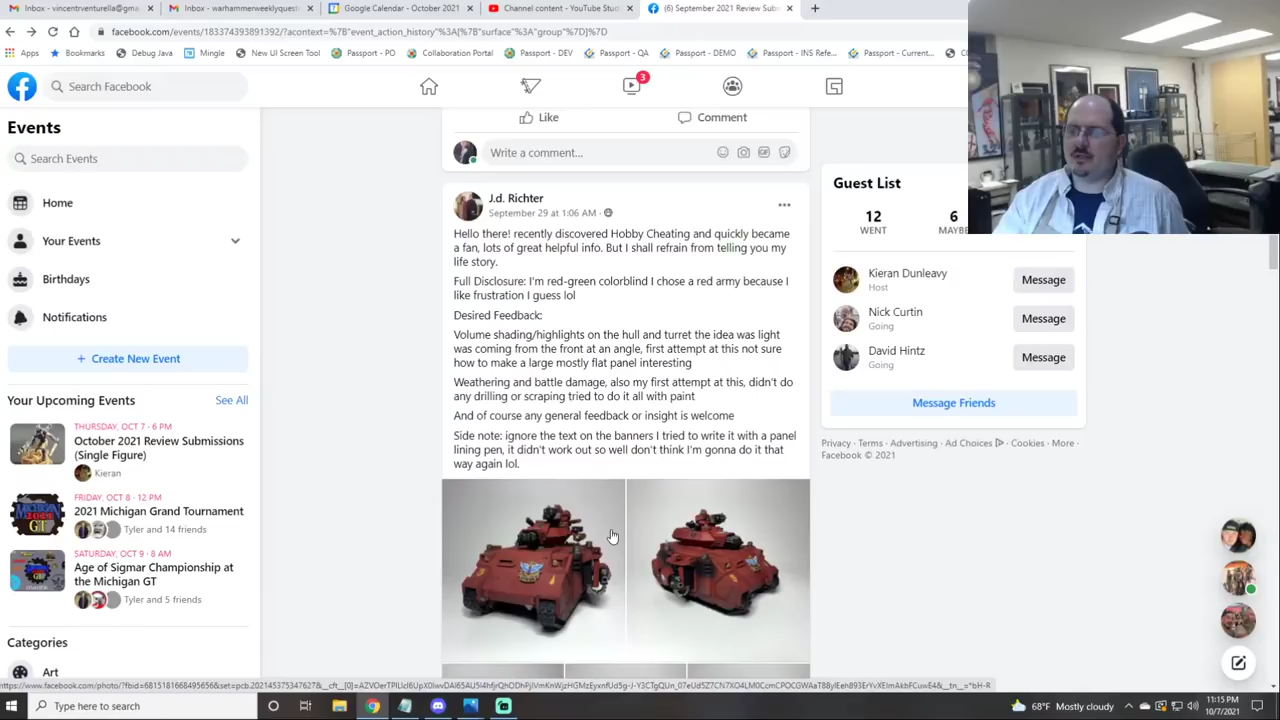 Inbox - vincentrventurella@gma
Inbox - warhammerweeklyquest
Google Calendar - October 2021
Channel content - YouTube Stud
(6) September 2021 Review Subm
facebook.com/events/183374393891392/?acontext=%7B"event_action_history"%3A[%7B"surface"%3A"group"%7D]%7D
Apps
Bookmarks
Debug Java
Mingle
New UI Screen Tool
Passport - PO
Collaboration Portal
Passport - DEV
Passport - QA
Passport - DEMO
Passport - INS Refe...
Passport - Current...
Search Facebook
3
Events
Search Events
Home
Your Events
Birthdays
Notifications
+ Create New Event
Your Upcoming Events
See All
THURSDAY, OCT 7 · 6 PM
October 2021 Review Submissions
(Single Figure)
Kieran
FRIDAY, OCT 8 · 12 PM
2021 Michigan Grand Tournament
Tyler and 14 friends
SATURDAY, OCT 9 · 8 AM
Age of Sigmar Championship at
the Michigan GT
Tyler and 5 friends
Categories
Art
Like
Comment
Write a comment...
J.d. Richter
September 29 at 1:06 AM ·
Hello there! recently discovered Hobby Cheating and quickly became
a fan, lots of great helpful info. But I shall refrain from telling you my
life story.
Full Disclosure: I'm red-green colorblind I chose a red army because I
like frustration I guess lol
Desired Feedback:
Volume shading/highlights on the hull and turret the idea was light
was coming from the front at an angle, first attempt at this not sure
how to make a large mostly flat panel interesting
Weathering and battle damage, also my first attempt at this, didn't do
any drilling or scraping tried to do it all with paint
And of course any general feedback or insight is welcome
Side note: ignore the text on the banners I tried to write it with a panel
lining pen, it didn't work out so well don't think I'm gonna do it that
way again lol.
Guest List
12
WENT
6
MAYBE
Kieran Dunleavy
Host
Message
Nick Curtin
Going
Message
David Hintz
Going
Message
Message Friends
Privacy · Terms · Advertising · Ad Choices · Cookies · More ·
Facebook © 2021
Type here to search
68°F Mostly cloudy
11:15 PM
10/7/2021